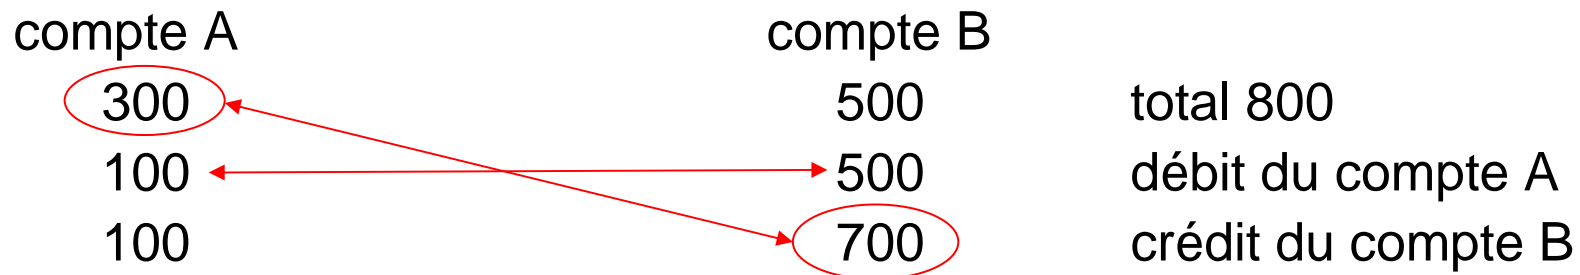 compte A compte B
300 500 total 800
100 500 débit du compte A
100 700 crédit du compte B